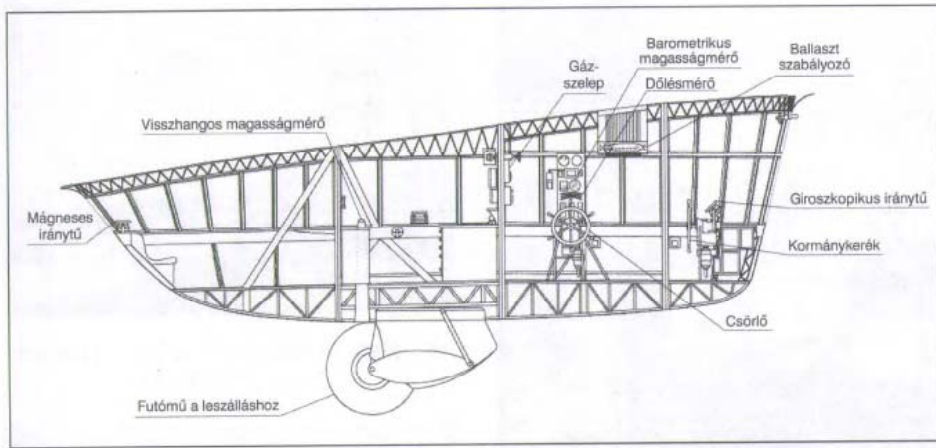 Barometrikus
magasságmérő
Ballaszt
szabályozó
Gáz-
szelep
Dőlésmérő
Visszhangos magasságmérő
Giroszkopikus iránytű
Mágneses
iránytű
Kormánykerék
Csörlő
Futómű a leszálláshoz